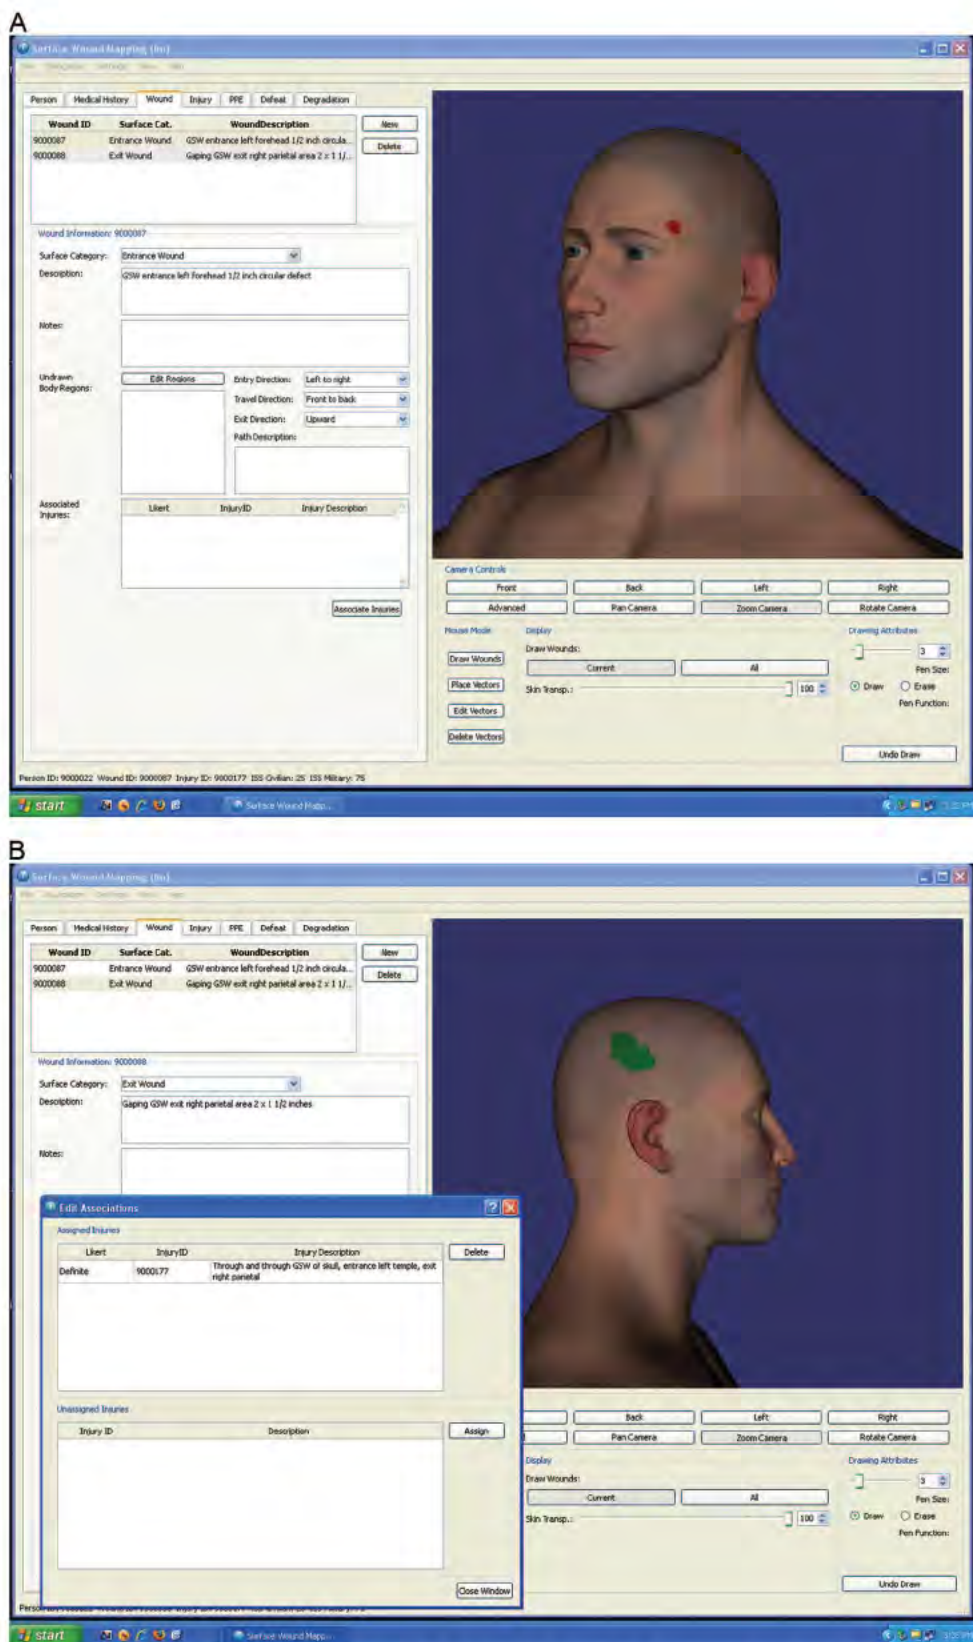 A
Surface Wound Mapping
Person Medical History Wound Injury PPE Defeat Degradation
Wound ID Surface Cat. WoundDescription New
9000087 Entrance Wound GSW entrance left forehead 1/2 inch circula...
9000088 Exit Wound Gaping GSW exit right parietal area 2 x 1 1/... Delete
Wound Information: 9000087
Surface Category: Entrance Wound
Description: GSW entrance left forehead 1/2 inch circular defect
Notes:
Undrawn Body Regions: Edit Regions Entry Direction: Left to right
Travel Direction: Front to back
Exit Direction: Upward
Path Description:
Associated Injuries: Likert InjuryID Injury Description
Associate Injuries
Camera Controls
Front Back Left Right
Advanced Pan Camera Zoom Camera Rotate Camera
Mouse Mode Display Drawing Attributes
Draw Wounds Draw Wounds: 3
Current All Pen Size:
Place Vectors Skin Transp.: 100 Draw Erase
Edit Vectors Pen Function:
Delete Vectors
Undo Draw
Person ID: 9000022 Wound ID: 9000087 Injury ID: 9000177 ISS Civilian: 25 ISS Military: 75
start Surface Wound Mapp...
B
Surface Wound Mapping
Person Medical History Wound Injury PPE Defeat Degradation
Wound ID Surface Cat. WoundDescription New
9000087 Entrance Wound GSW entrance left forehead 1/2 inch circula...
9000088 Exit Wound Gaping GSW exit right parietal area 2 x 1 1/... Delete
Wound Information: 9000088
Surface Category: Exit Wound
Description: Gaping GSW exit right parietal area 2 x 1 1/2 inches
Notes:
Edit Associations
Assigned Injuries
Likert InjuryID Injury Description Delete
Definite 9000177 Through and through GSW of skull, entrance left temple, exit
right parietal
Unassigned Injuries
Injury ID Description Assign
Close Window
Back Left Right
Pan Camera Zoom Camera Rotate Camera
Display Drawing Attributes
Draw Wounds: 3
Current All Pen Size:
Skin Transp.: 100 Draw Erase
Pen Function:
Undo Draw
start Surface Wound Mapp...